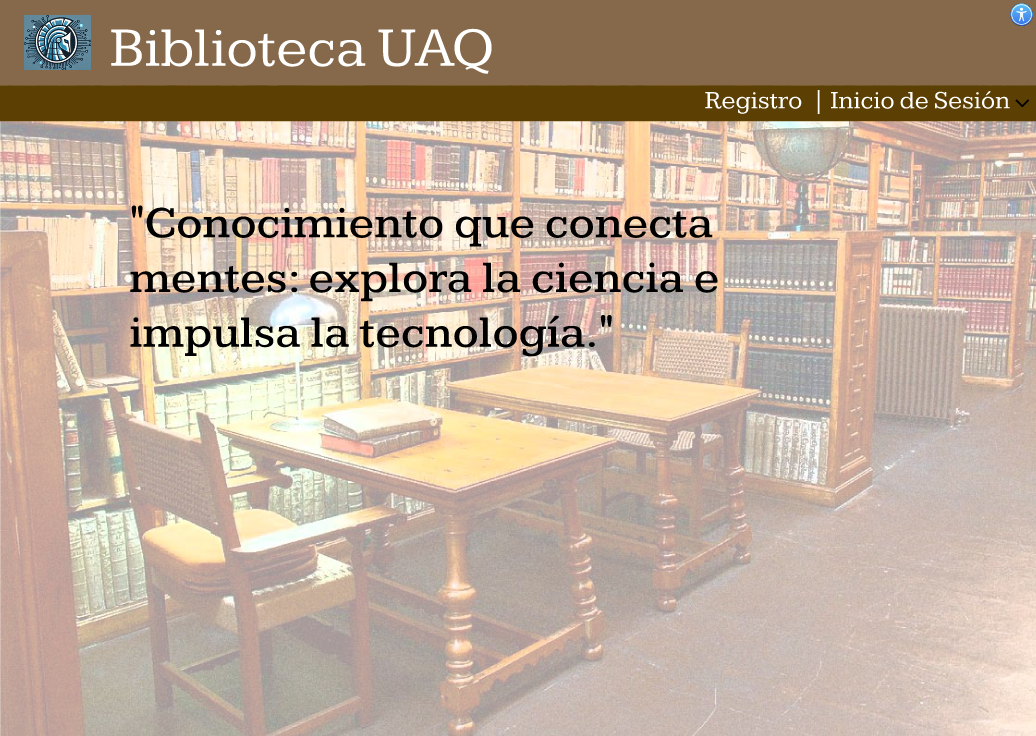 Biblioteca UAQ
Registro | Inicio de Sesión
"Conocimiento que conecta
mentes: explora la ciencia e
impulsa la tecnología."